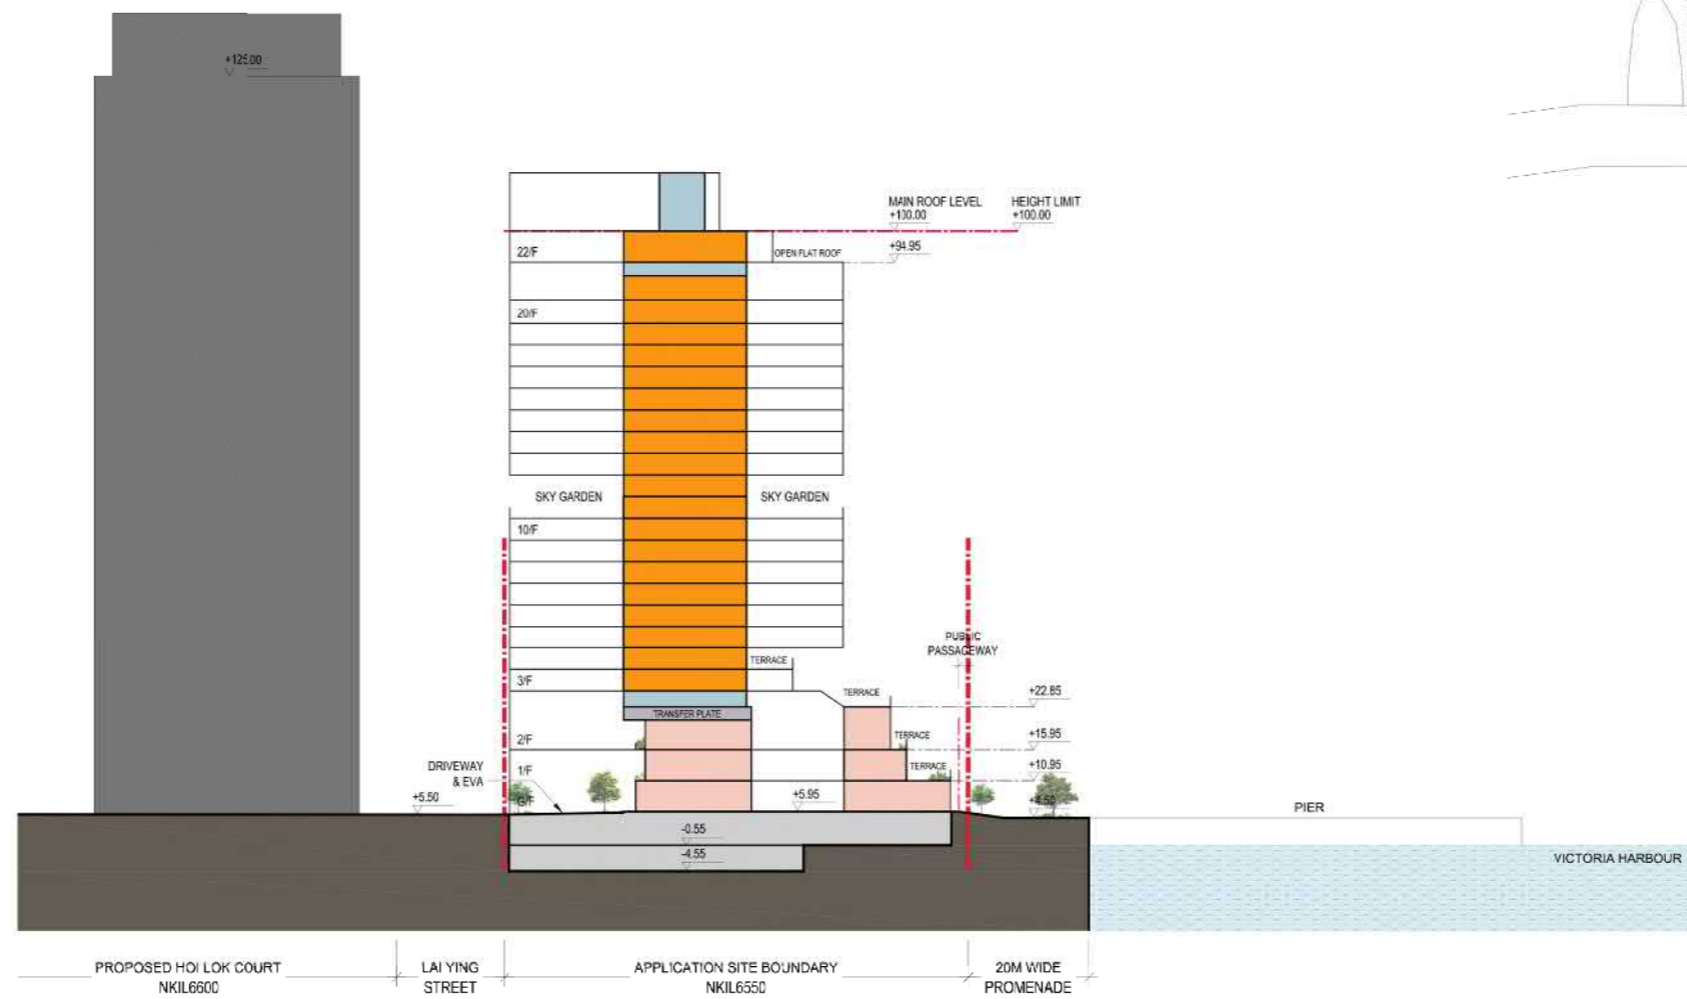 +125.00
MAIN ROOF LEVEL
+100.00
HEIGHT LIMIT
+100.00
22/F
OPEN FLAT ROOF
+94.95
20/F
SKY GARDEN
SKY GARDEN
10/F
PUBLIC
PASSAGEWAY
TERRACE
3/F
TERRACE
+22.85
TRANSFER PLATE
2/F
TERRACE
+15.95
DRIVEWAY
& EVA
1/F
TERRACE
+10.95
+5.50
G/F
+5.95
+4.50
PIER
-0.55
-4.55
VICTORIA HARBOUR
PROPOSED HOI LOK COURT
NKIL6600
LAI YING
STREET
APPLICATION SITE BOUNDARY
NKIL6550
20M WIDE
PROMENADE